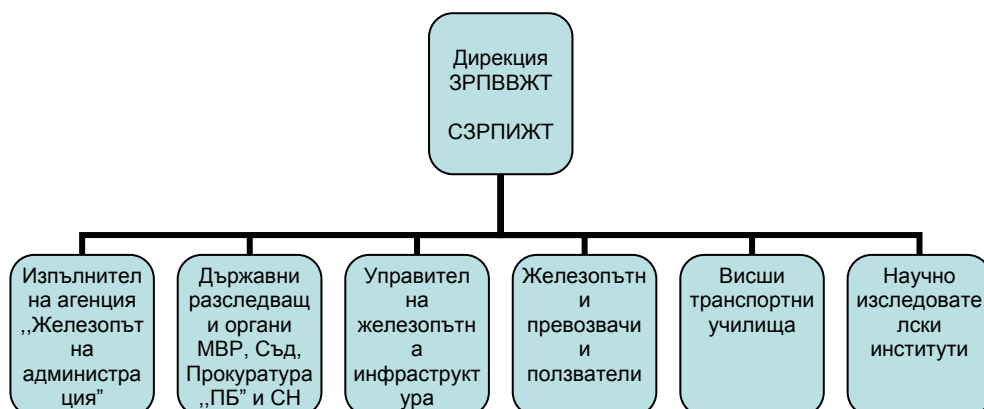 Дирекция
ЗРПВВЖТ
СЗРПИЖТ
Изпълнител
на агенция
,,Железопът
на
администра
ция”
Държавни
разследващ
и органи
МВР, Съд,
Прокуратура
,,ПБ” и СН
Управител
на
железопътн
а
инфраструкт
ура
Железопътн
и
превозвачи
и
ползватели
Висши
транспортни
училища
Научно
изследовате
лски
институти